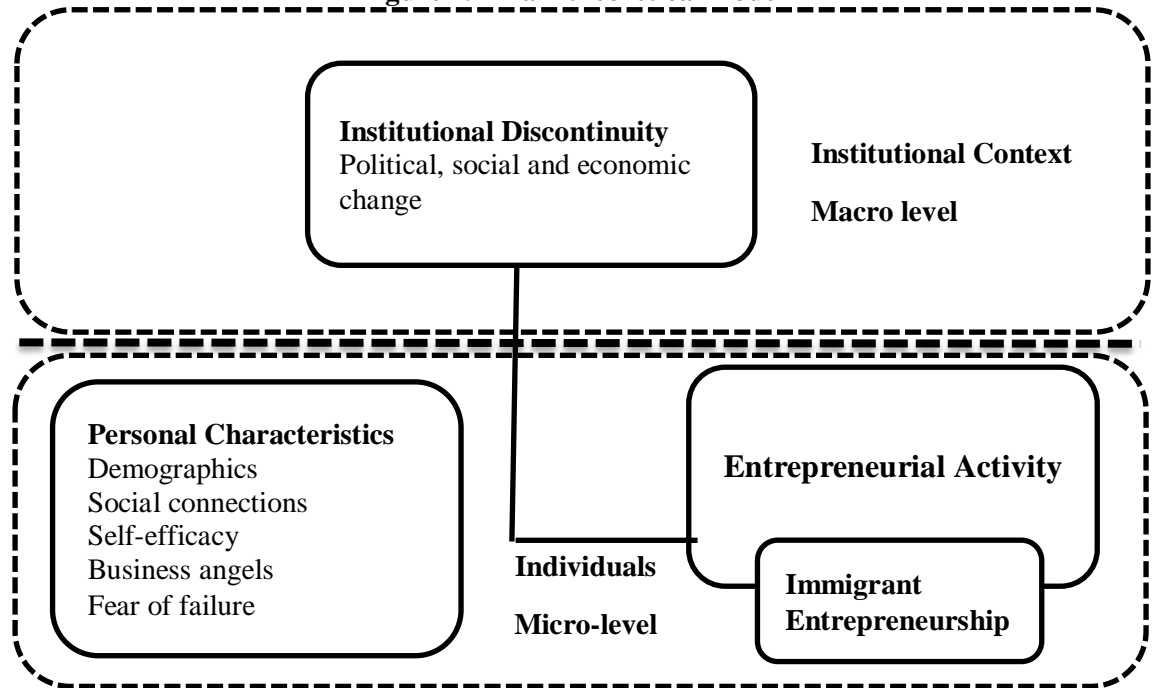 Institutional Discontinuity
Political, social and economic
change
Institutional Context
Macro level
Personal Characteristics
Demographics
Social connections
Self-efficacy
Business angels
Fear of failure
Individuals
Micro-level
Entrepreneurial Activity
Immigrant
Entrepreneurship